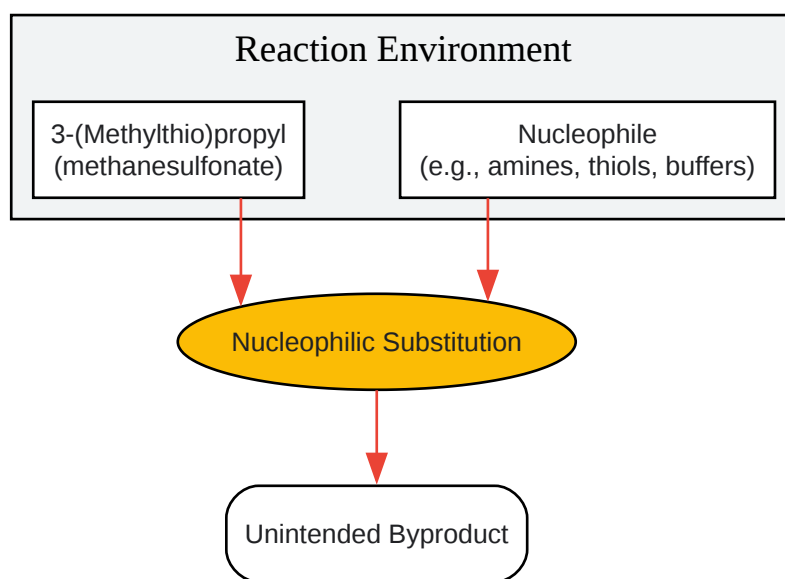 Reaction Environment
3-(Methylthio)propyl
(methanesulfonate)
Nucleophile
(e.g., amines, thiols, buffers)
Nucleophilic Substitution
Unintended Byproduct